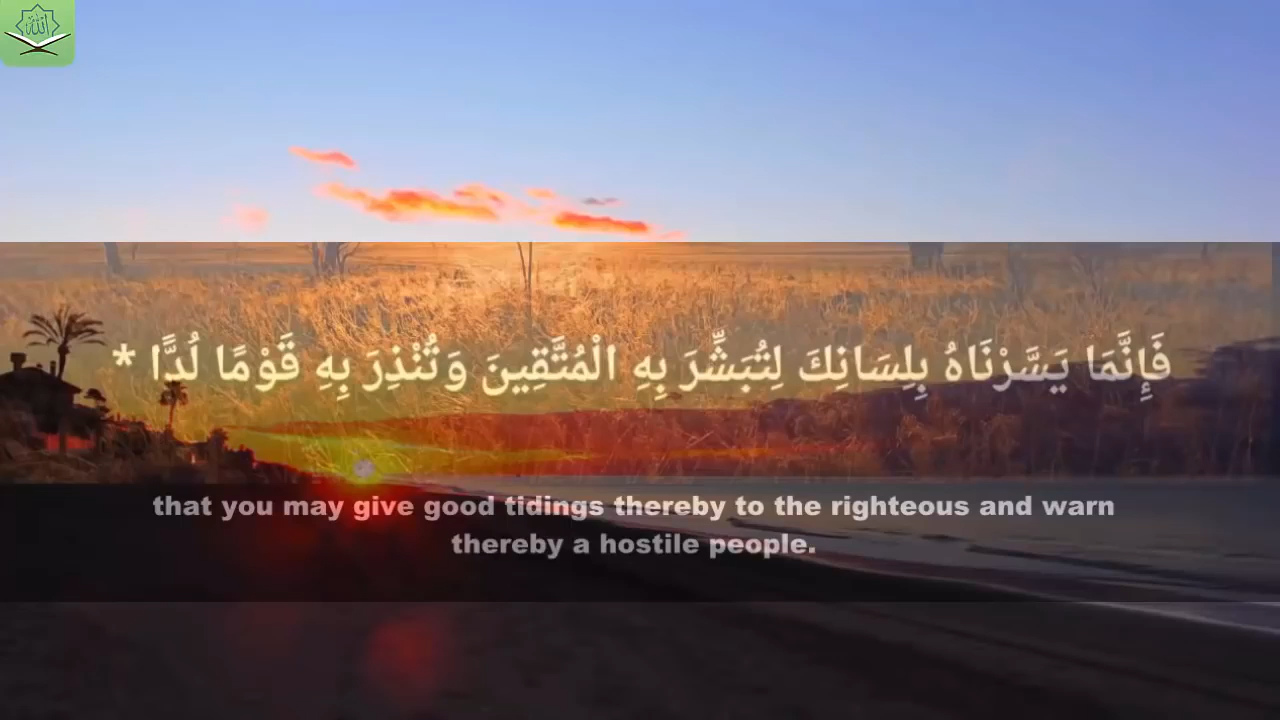 فَإِنَّمَا يَسَّرْنَاهُ بِلِسَانِكَ لِتُبَشِّرَ بِهِ الْمُتَّقِينَ وَتُنْذِرَ بِهِ قَوْمًا لُدًّا *
that you may give good tidings thereby to the righteous and warn
thereby a hostile people.